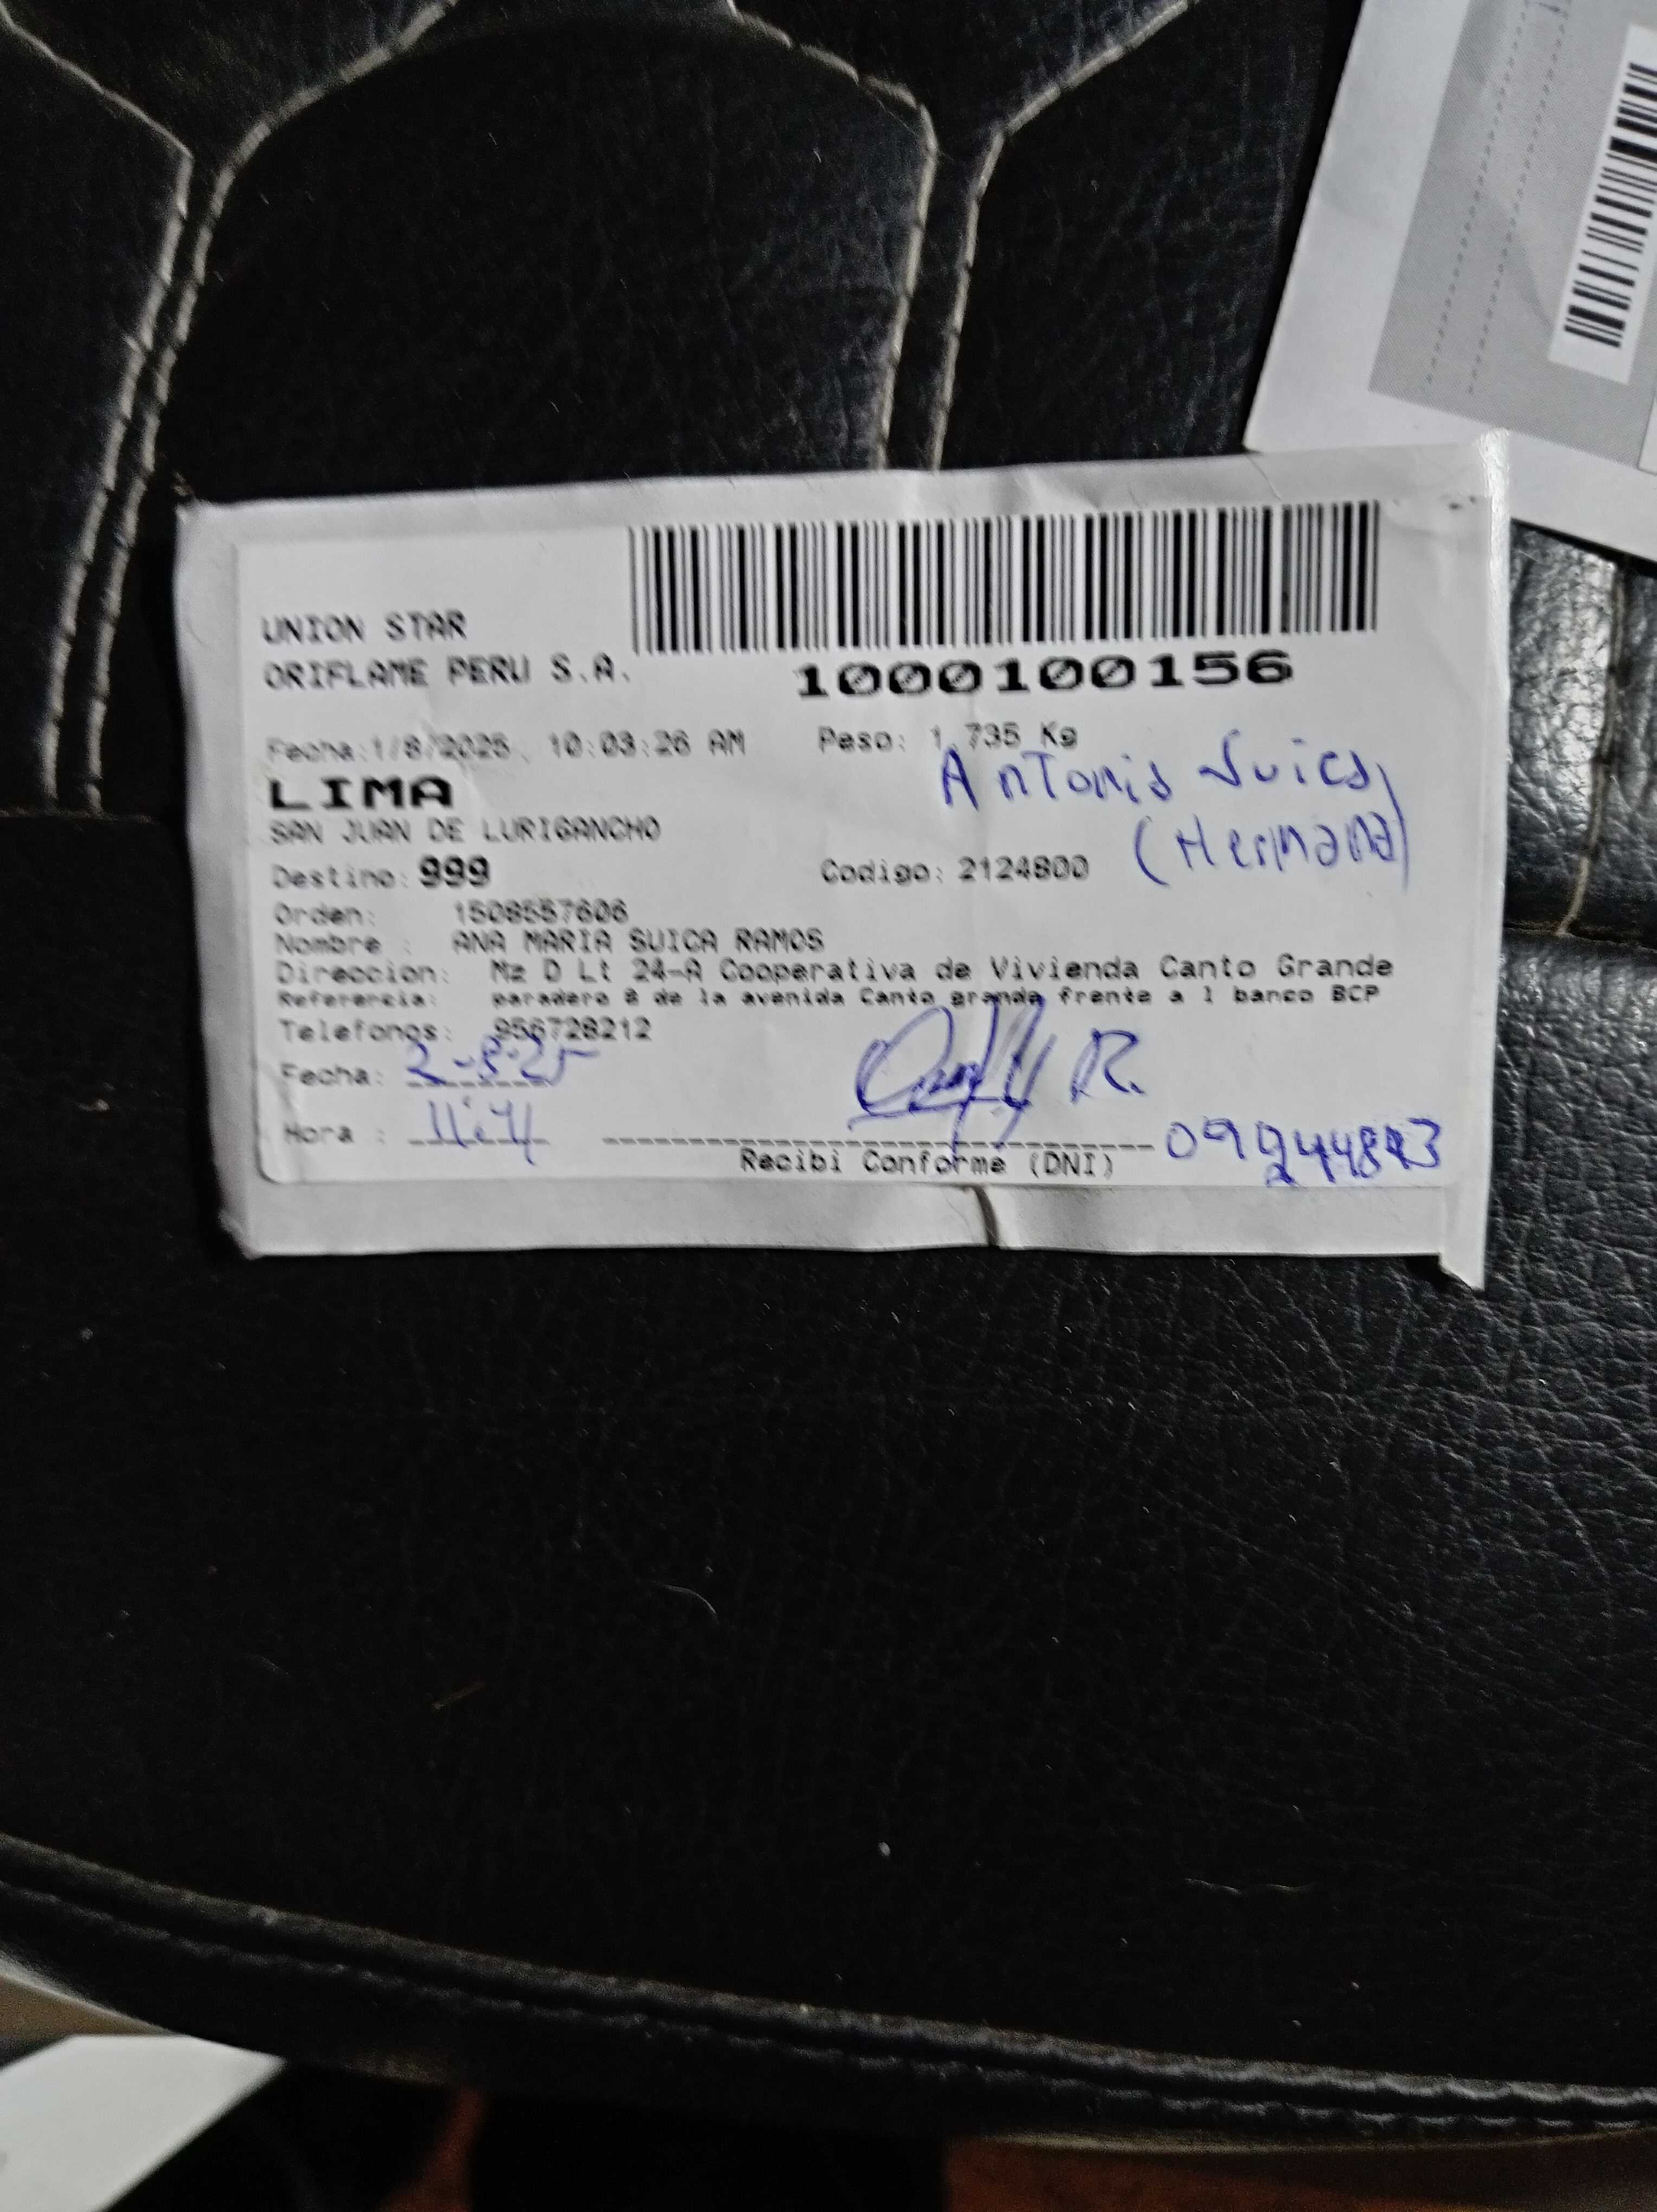 UNION STAR
ORIFLAME PERU S.A.
1000100156
Fecha:1/8/2025, 10:03:26 AM Peso: 1.735 Kg
Antonia Suica
LIMA
SAN JUAN DE LURIGANCHO
(Hermana)
Destino: 999 Codigo: 2124800
Orden: 1508557606
Nombre : ANA MARIA SUICA RAMOS
Direccion: Mz D Lt 24-A Cooperativa de Vivienda Canto Grande
Referencia: paradero 8 de la avenida Canto grande frente a l banco BCP
Telefonos: 956728212
Fecha: 2-8-25
Hora : 11:41
R.
Recibi Conforme (DNI)